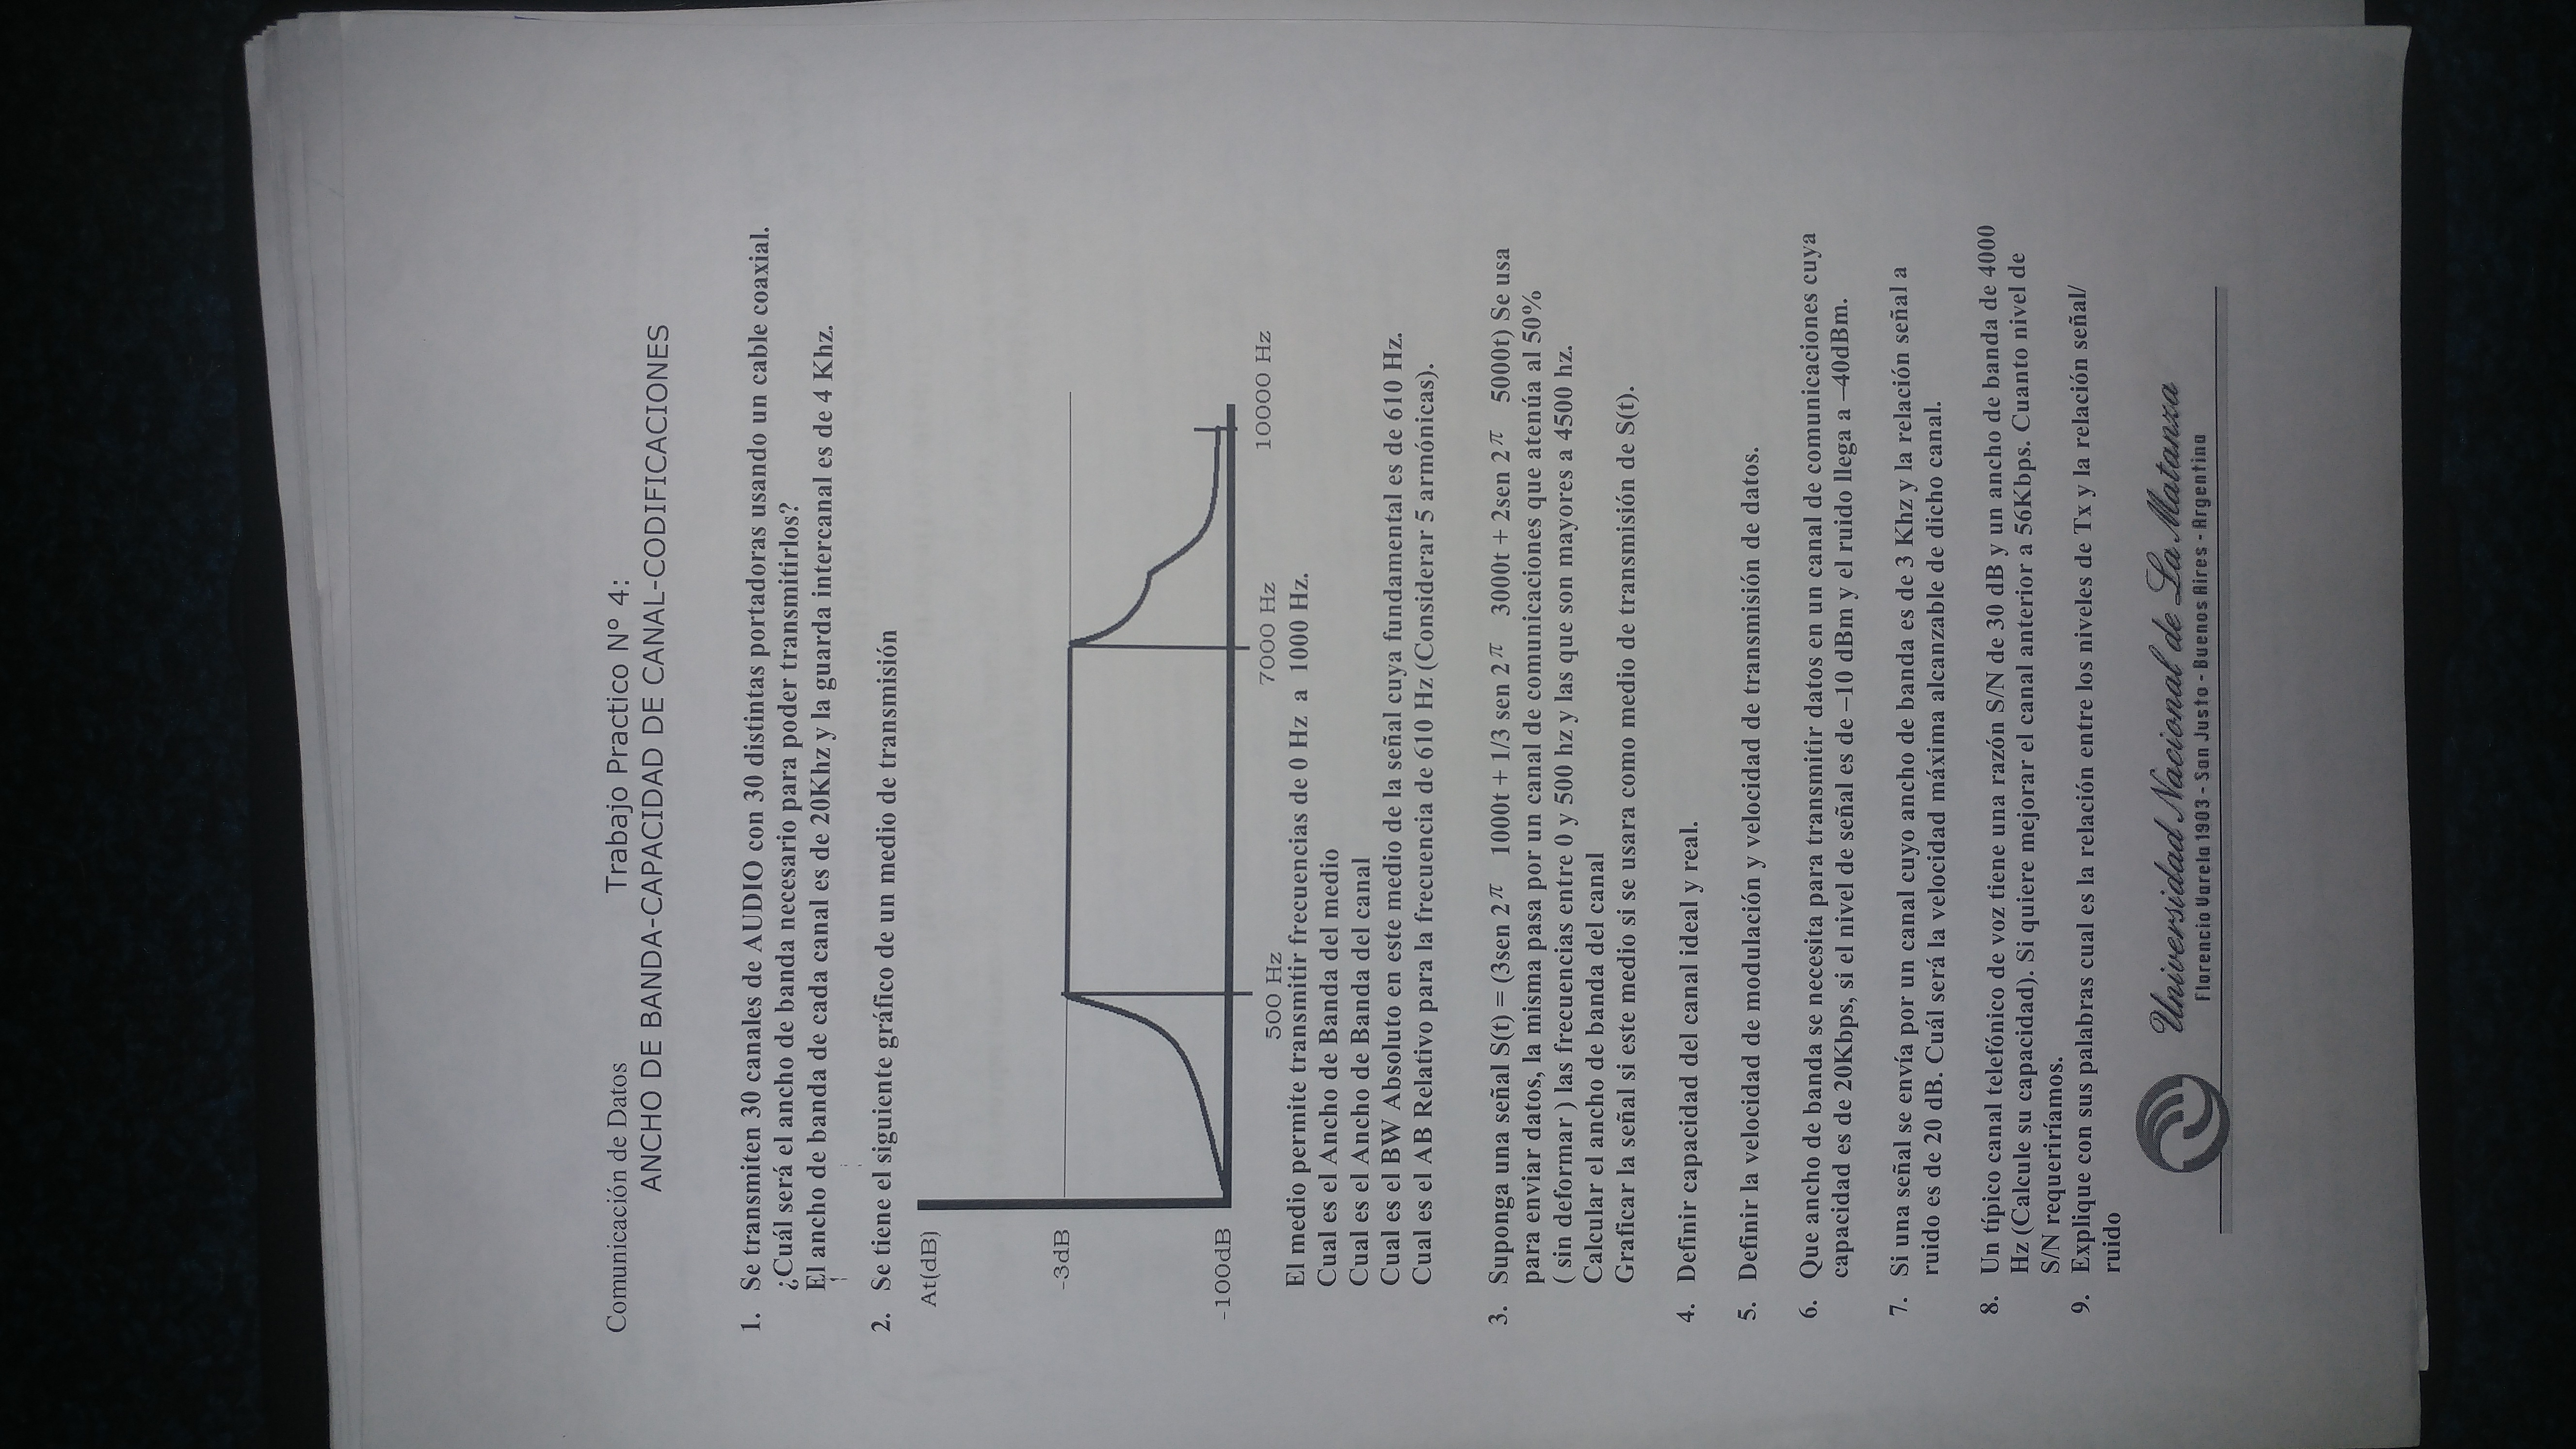 Comunicación de Datos Trabajo Practico N° 4:
ANCHO DE BANDA-CAPACIDAD DE CANAL-CODIFICACIONES
1. Se transmiten 30 canales de AUDIO con 30 distintas portadoras usando un cable coaxial.
¿Cuál será el ancho de banda necesario para poder transmitirlos?
El ancho de banda de cada canal es de 20Khz y la guarda intercanal es de 4 Khz.
2. Se tiene el siguiente gráfico de un medio de transmisión
At(dB)
-3dB
-100dB
500 Hz 7000 Hz 10000 Hz
El medio permite transmitir frecuencias de 0 Hz a 1000 Hz.
Cual es el Ancho de Banda del medio
Cual es el Ancho de Banda del canal
Cual es el BW Absoluto en este medio de la señal cuya fundamental es de 610 Hz.
Cual es el AB Relativo para la frecuencia de 610 Hz (Considerar 5 armónicas).
3. Suponga una señal S(t) = (3sen 2π 1000t + 1/3 sen 2π 3000t + 2sen 2π 5000t) Se usa
para enviar datos, la misma pasa por un canal de comunicaciones que atenúa al 50%
( sin deformar ) las frecuencias entre 0 y 500 hz y las que son mayores a 4500 hz.
Calcular el ancho de banda del canal
Graficar la señal si este medio si se usara como medio de transmisión de S(t).
4. Definir capacidad del canal ideal y real.
5. Definir la velocidad de modulación y velocidad de transmisión de datos.
6. Que ancho de banda se necesita para transmitir datos en un canal de comunicaciones cuya
capacidad es de 20Kbps, si el nivel de señal es de –10 dBm y el ruido llega a –40dBm.
7. Si una señal se envía por un canal cuyo ancho de banda es de 3 Khz y la relación señal a
ruido es de 20 dB. Cuál será la velocidad máxima alcanzable de dicho canal.
8. Un típico canal telefónico de voz tiene una razón S/N de 30 dB y un ancho de banda de 4000
Hz (Calcule su capacidad). Si quiere mejorar el canal anterior a 56Kbps. Cuanto nivel de
S/N requeriríamos.
9. Explique con sus palabras cual es la relación entre los niveles de Tx y la relación señal/
ruido
Universidad Nacional de La Matanza
Florencio Varela 1903 - San Justo - Buenos Aires - Argentina